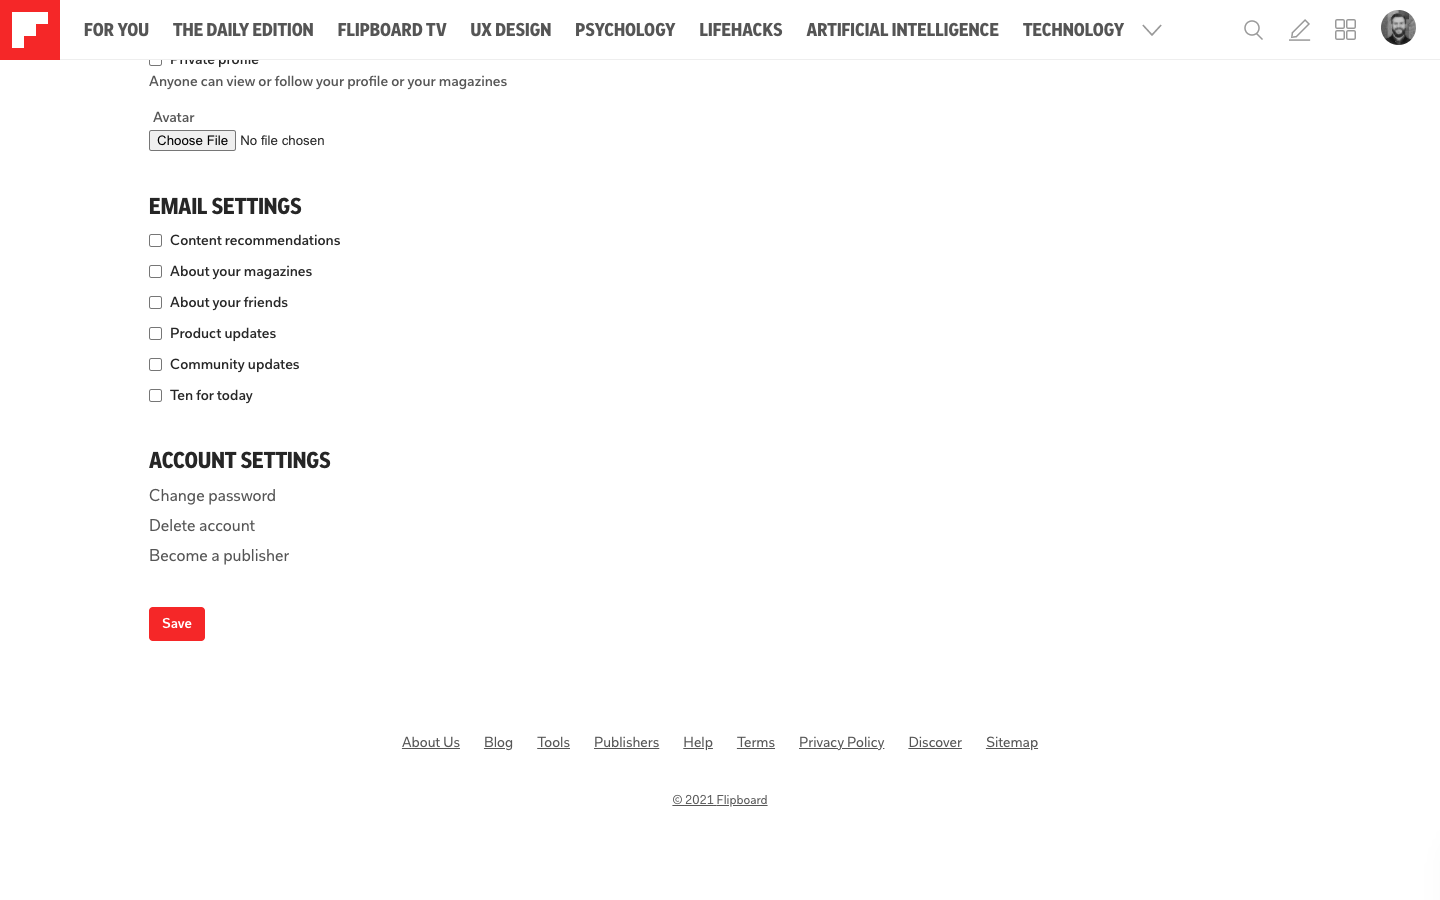 FOR YOU THE DAILY EDITION FLIPBOARD TV UX DESIGN PSYCHOLOGY LIFEHACKS ARTIFICIAL INTELLIGENCE TECHNOLOGY
Private profile
Anyone can view or follow your profile or your magazines
Avatar
Choose File No file chosen
EMAIL SETTINGS
Content recommendations
About your magazines
About your friends
Product updates
Community updates
Ten for today
ACCOUNT SETTINGS
Change password
Delete account
Become a publisher
Save
About Us Blog Tools Publishers Help Terms Privacy Policy Discover Sitemap
© 2021 Flipboard